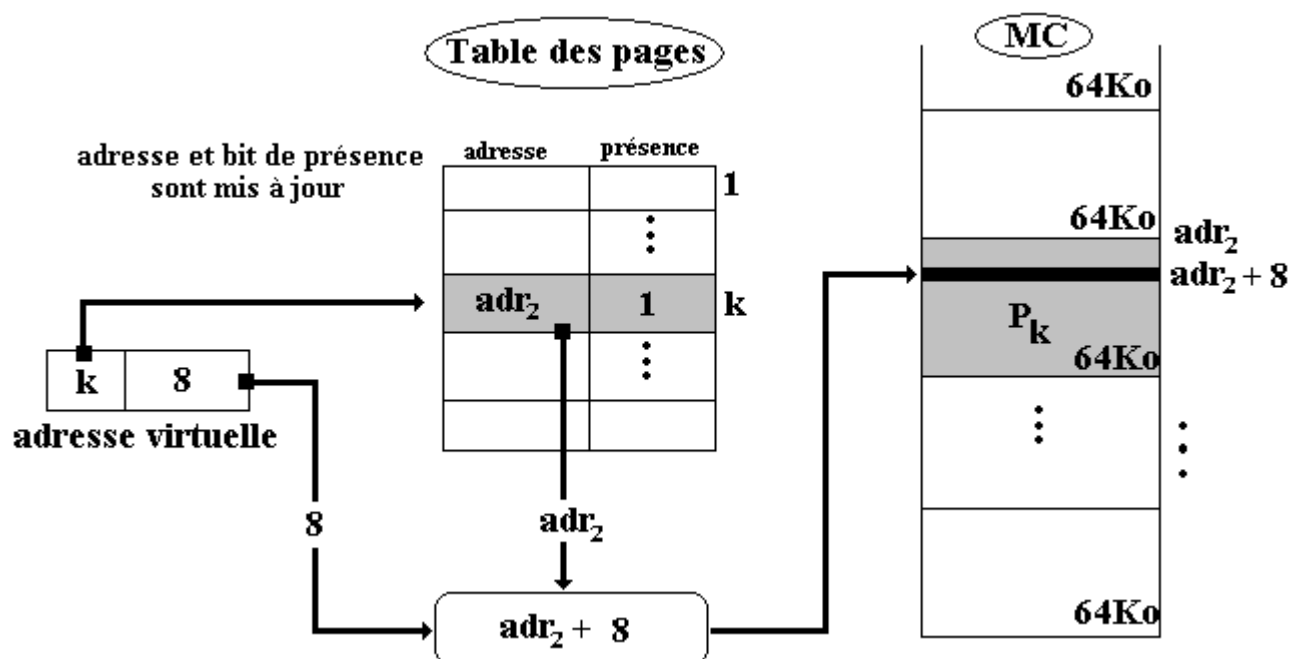 Table des pages
MC
64Ko
adresse et bit de présence
sont mis à jour
adresse
présence
1
64Ko
adr₂
adr₂ + 8
adr₂
1
k
Pk
64Ko
k
8
adresse virtuelle
8
adr₂
adr₂ + 8
64Ko